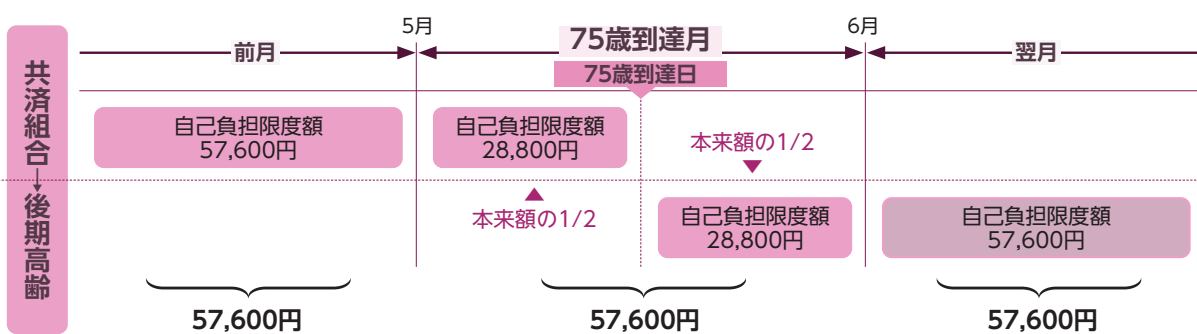 共済組合→後期高齢
5月
6月
前月
75歳到達月
翌月
75歳到達日
自己負担限度額
57,600円
自己負担限度額
28,800円
本来額の1/2
本来額の1/2
自己負担限度額
28,800円
自己負担限度額
57,600円
57,600円
57,600円
57,600円